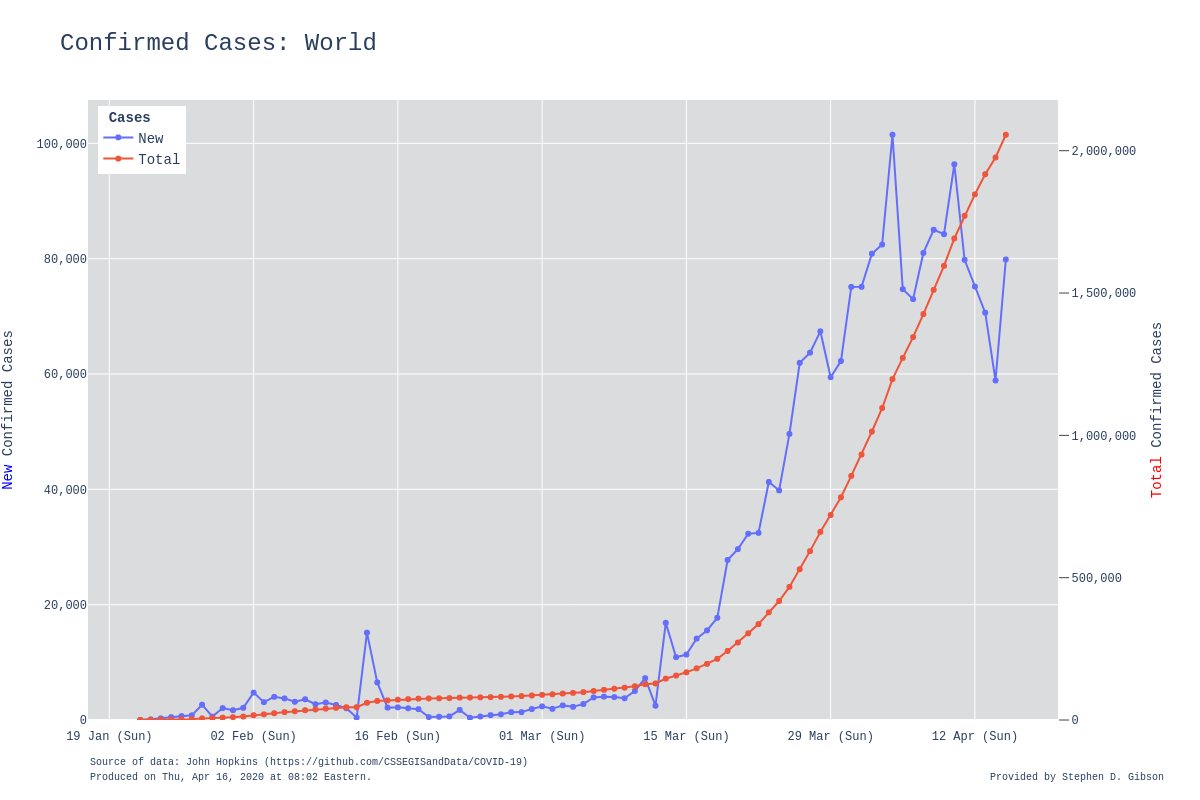 Confirmed Cases: World
Cases
New
Total
100,000
80,000
60,000
40,000
20,000
0
New Confirmed Cases
2,000,000
1,500,000
1,000,000
500,000
0
Total Confirmed Cases
19 Jan (Sun)
02 Feb (Sun)
16 Feb (Sun)
01 Mar (Sun)
15 Mar (Sun)
29 Mar (Sun)
12 Apr (Sun)
Source of data: John Hopkins (https://github.com/CSSEGISandData/COVID-19)
Produced on Thu, Apr 16, 2020 at 08:02 Eastern.
Provided by Stephen D. Gibson